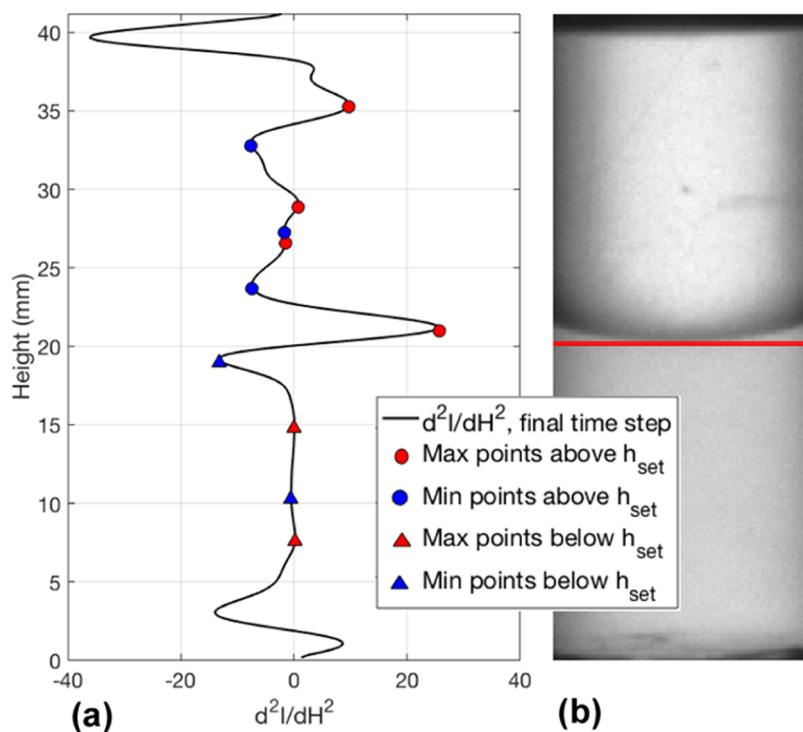 40
35
30
25
20
15
10
5
0
Height (mm)
-40
-20
0
20
40
d²I/dH²
d²I/dH², final time step
Max points above h_set
Min points above h_set
Max points below h_set
Min points below h_set
(a)
(b)